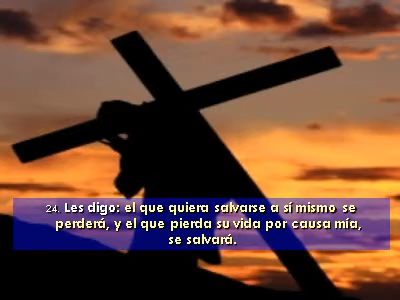 24. Les digo: el que quiera salvarse a sí mismo se
perderá, y el que pierda su vida por causa mía,
se salvará.